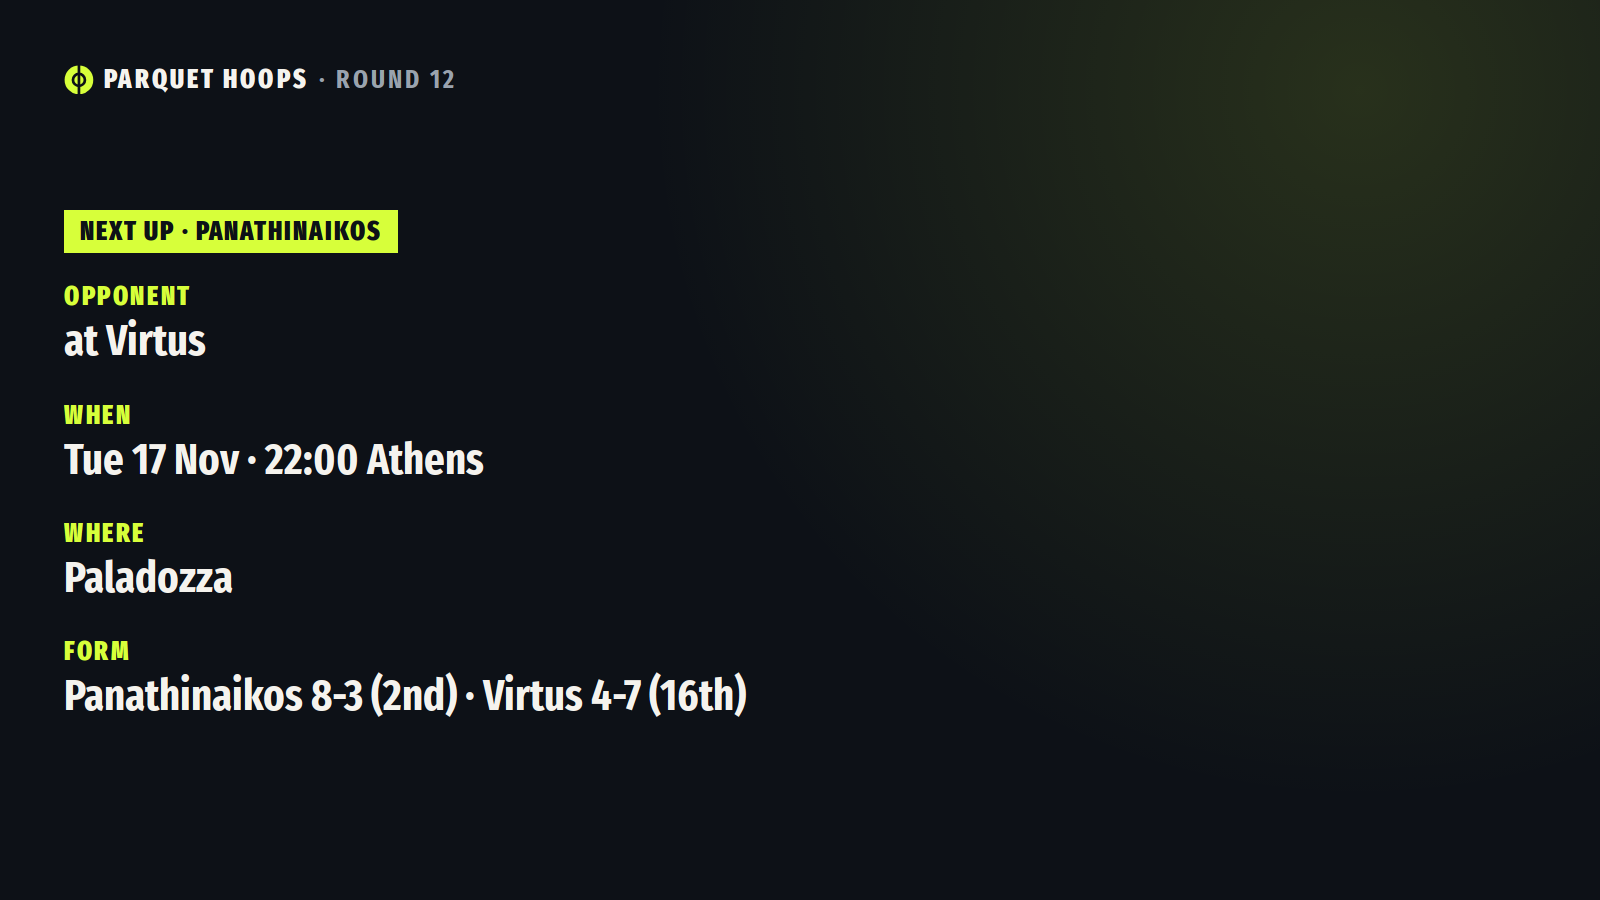 PARQUET HOOPS · ROUND 12
NEXT UP · PANATHINAIKOS
OPPONENT
at Virtus
WHEN
Tue 17 Nov · 22:00 Athens
WHERE
Paladozza
FORM
Panathinaikos 8-3 (2nd) · Virtus 4-7 (16th)